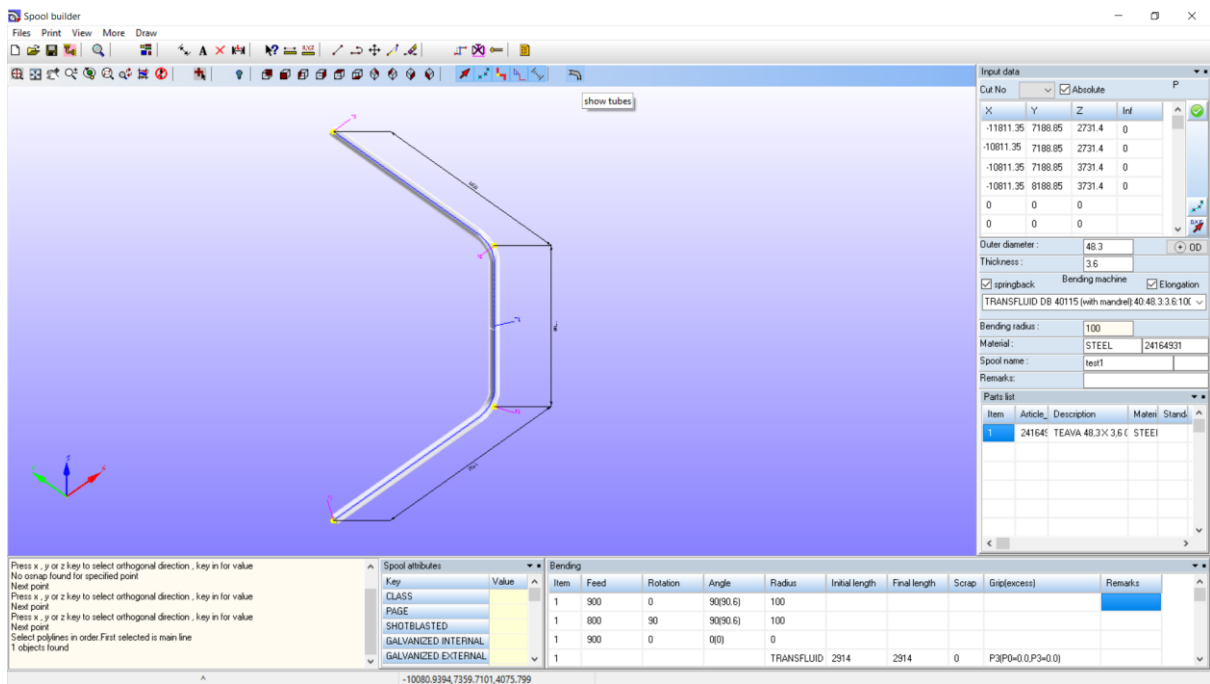 Spool builder
Files Print View More Draw
show tubes
Input data
Cut No Absolute P
X Y Z Inf
-11811.35 7188.85 2731.4 0
-10811.35 7188.85 2731.4 0
-10811.35 7188.85 3731.4 0
-10811.35 8188.85 3731.4 0
0 0 0
0 0 0
Outer diameter : 48.3 OD
Thickness : 3.6
springback Bending machine Elongation
TRANSFLUID DB 40115 (with mandrel):40:48.3:3.6:100
Bending radius : 100
Material : STEEL 24164931
Spool name : test1
Remarks:
Parts list
Item Article_ Description Materi Stand
1 24164 TEAVA 48,3 X 3,6 ( STEEl
Press x , y or z key to select orthogonal direction , key in for value
No osnap found for specified point
Next point
Press x , y or z key to select orthogonal direction , key in for value
Next point
Press x , y or z key to select orthogonal direction , key in for value
Next point
Select polylines in order.First selected is main line
1 objects found
Spool attributes
Key Value
CLASS
PAGE
SHOTBLASTED
GALVANIZED INTERNAL
GALVANIZED EXTERNAL
Bending
Item Feed Rotation Angle Radius Initial length Final length Scrap Grip(excess) Remarks
1 900 0 90(90.6) 100
1 800 90 90(90.6) 100
1 900 0 0(0) 0
1 TRANSFLUID 2914 2914 0 P3(P0=0.0,P3=0.0)
-10080.9394,7359.7101,4075.799